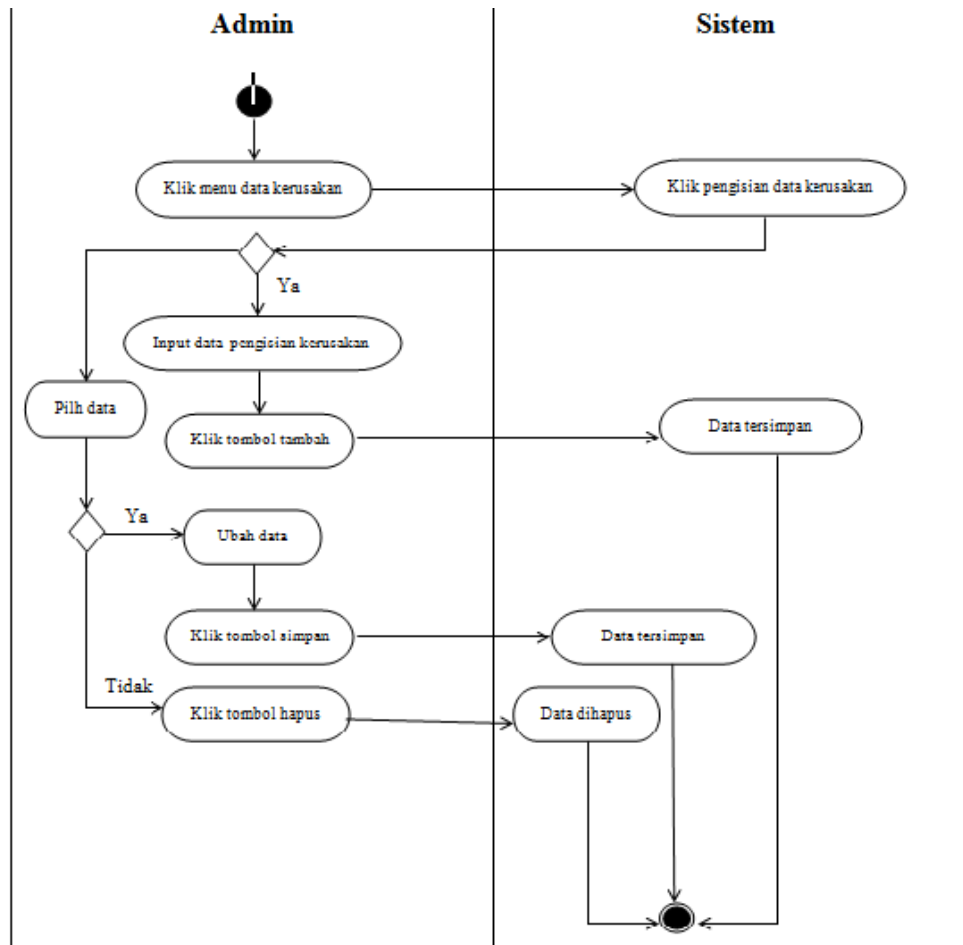 Admin
Sistem
Klik menu data kerusakan
Klik pengisian data kerusakan
Ya
Input data pengisian kerusakan
Pilh data
Klik tombol tambah
Data tersimpan
Ya
Ubah data
Klik tombol simpan
Data tersimpan
Tidak
Klik tombol hapus
Data dihapus